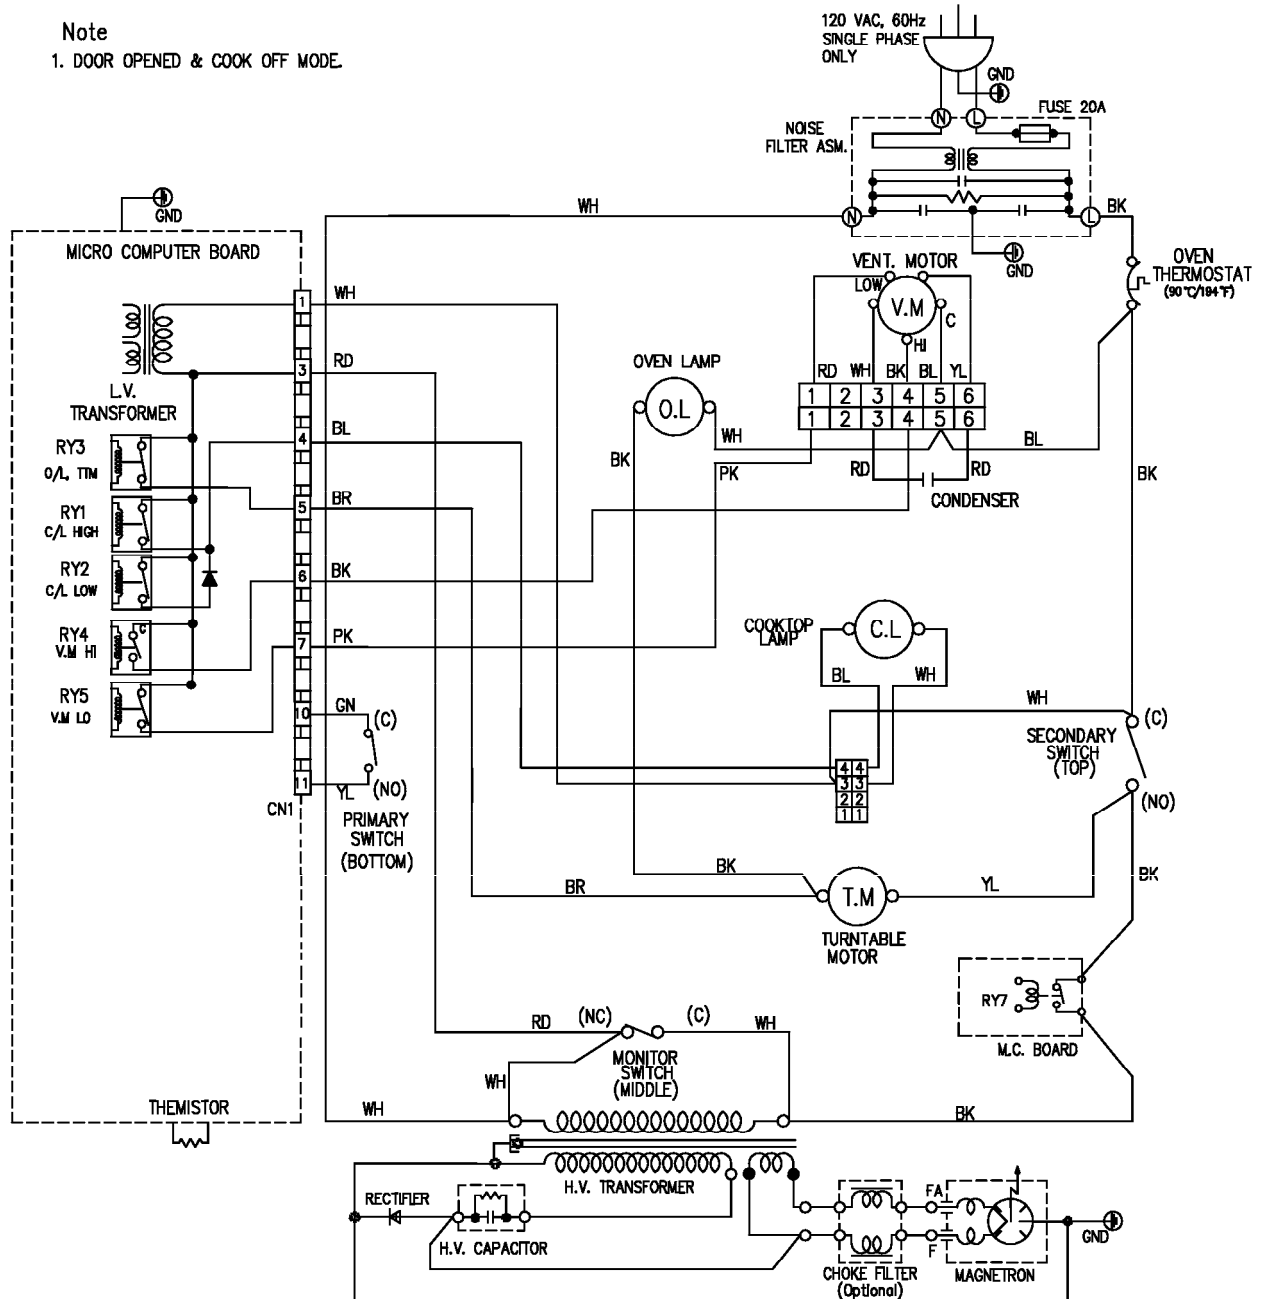 Note
1. DOOR OPENED & COOK OFF MODE.
120 VAC, 60Hz
SINGLE PHASE
ONLY
GND
FUSE 20A
N
L
NOISE
FILTER ASM.
WH
N
L
BK
GND
GND
MICRO COMPUTER BOARD
VENT. MOTOR
LOW
V.M
C
HI
OVEN
THERMOSTAT
(90°C/194°F)
1
WH
3
RD
L.V.
TRANSFORMER
OVEN LAMP
O.L
RD
WH
BK
BL
YL
1 2 3 4 5 6
1 2 3 4 5 6
4
BL
WH
BL
RY3
O/L, TTM
BK
PK
RD
RD
BK
CONDENSER
5
BR
RY1
C/L HIGH
RY2
C/L LOW
6
BK
RY4
V.M HI
C
7
PK
COOKTOP
LAMP
C.L
BL
WH
RY5
V.M LO
10
GN
(C)
WH
(C)
SECONDARY
SWITCH
(TOP)
(NO)
4 4
3 3
2 2
1 1
11
YL
(NO)
CN1
PRIMARY
SWITCH
(BOTTOM)
BK
BK
BR
T.M
YL
TURNTABLE
MOTOR
RY7
M.C. BOARD
RD
(NC)
(C)
WH
MONITOR
SWITCH
(MIDDLE)
WH
THEMISTOR
WH
BK
H.V. TRANSFORMER
RECTIFIER
H.V. CAPACITOR
FA
F
GND
CHOKE FILTER
(Optional)
MAGNETRON